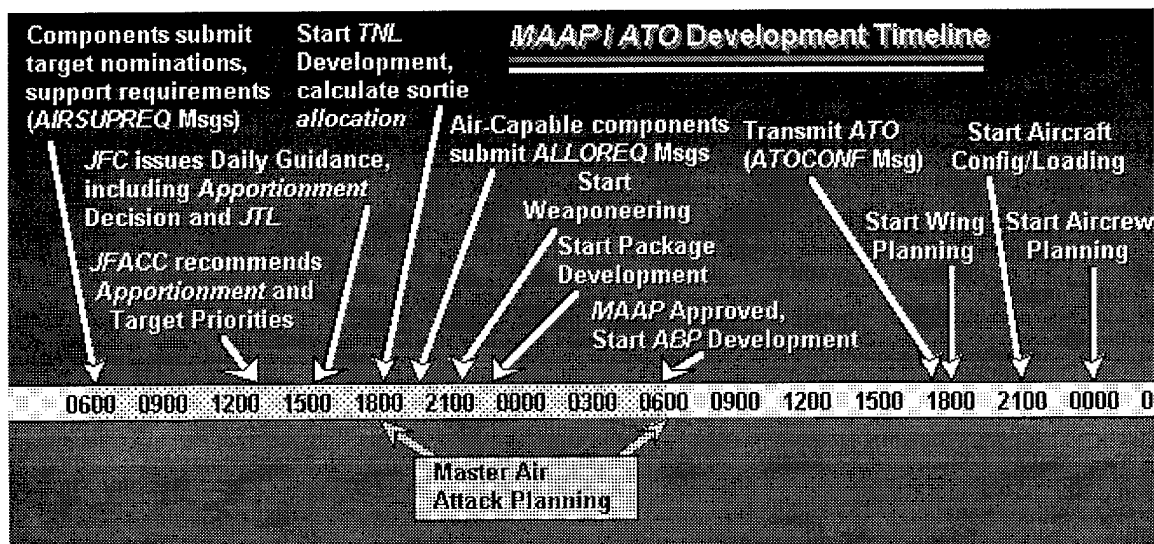 MAAP / ATO Development Timeline
Components submit
target nominations,
support requirements
(AIRSUPREQ Msgs)
Start TNL
Development,
calculate sortie
allocation
JFC issues Daily Guidance,
including Apportionment
Decision and JTL
JFACC recommends
Apportionment and
Target Priorities
Air-Capable components
submit ALLOREQ Msgs
Start
Weaponeering
Start Package
Development
MAAP Approved,
Start ABP Development
Transmit ATO
(ATOCONF Msg)
Start Wing
Planning
Start Aircraft
Config/Loading
Start Aircrew
Planning
0600 0900 1200 1500 1800 2100 0000 0300 0600 0900 1200 1500 1800 2100 0000 0
Master Air
Attack Planning